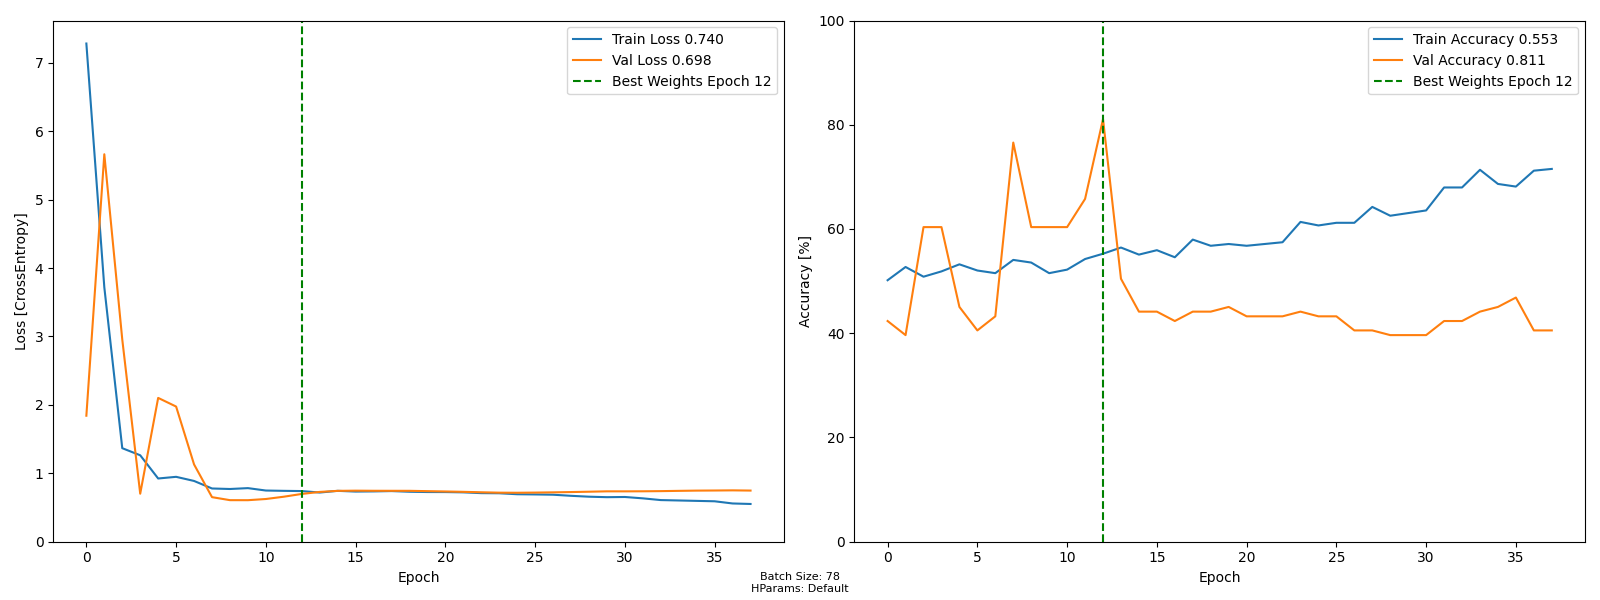 Train Loss 0.740
Val Loss 0.698
Best Weights Epoch 12
Loss [CrossEntropy]
7
6
5
4
3
2
1
0
0 5 10 15 20 25 30 35
Epoch
Train Accuracy 0.553
Val Accuracy 0.811
Best Weights Epoch 12
Accuracy [%]
100
80
60
40
20
0
0 5 10 15 20 25 30 35
Epoch
Batch Size: 78
HParams: Default